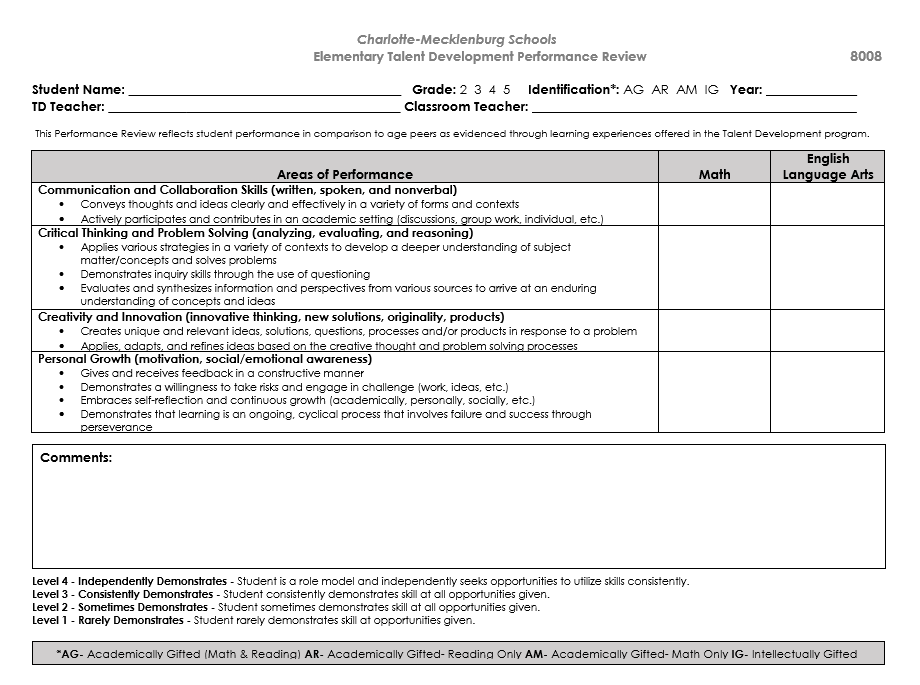 Charlotte-Mecklenburg Schools
Elementary Talent Development Performance Review 8008
Student Name: ________________ Grade: 2 3 4 5 Identification*: AG AR AM IG Year: ________
TD Teacher: ________________ Classroom Teacher: ________________
This Performance Review reflects student performance in comparison to age peers as evidenced through learning experiences offered in the Talent Development program.
Areas of Performance Math English Language Arts
Communication and Collaboration Skills (written, spoken, and nonverbal)
• Conveys thoughts and ideas clearly and effectively in a variety of forms and contexts
• Actively participates and contributes in an academic setting (discussions, group work, individual, etc.)
Critical Thinking and Problem Solving (analyzing, evaluating, and reasoning)
• Applies various strategies in a variety of contexts to develop a deeper understanding of subject
matter/concepts and solves problems
• Demonstrates inquiry skills through the use of questioning
• Evaluates and synthesizes information and perspectives from various sources to arrive at an enduring
understanding of concepts and ideas
Creativity and Innovation (innovative thinking, new solutions, originality, products)
• Creates unique and relevant ideas, solutions, questions, processes and/or products in response to a problem
• Applies, adapts, and refines ideas based on the creative thought and problem solving processes
Personal Growth (motivation, social/emotional awareness)
• Gives and receives feedback in a constructive manner
• Demonstrates a willingness to take risks and engage in challenge (work, ideas, etc.)
• Embraces self-reflection and continuous growth (academically, personally, socially, etc.)
• Demonstrates that learning is an ongoing, cyclical process that involves failure and success through
perseverance
Comments:
Level 4 - Independently Demonstrates - Student is a role model and independently seeks opportunities to utilize skills consistently.
Level 3 - Consistently Demonstrates - Student consistently demonstrates skill at all opportunities given.
Level 2 - Sometimes Demonstrates - Student sometimes demonstrates skill at all opportunities given.
Level 1 - Rarely Demonstrates - Student rarely demonstrates skill at opportunities given.
*AG- Academically Gifted (Math & Reading) AR- Academically Gifted- Reading Only AM- Academically Gifted- Math Only IG- Intellectually Gifted